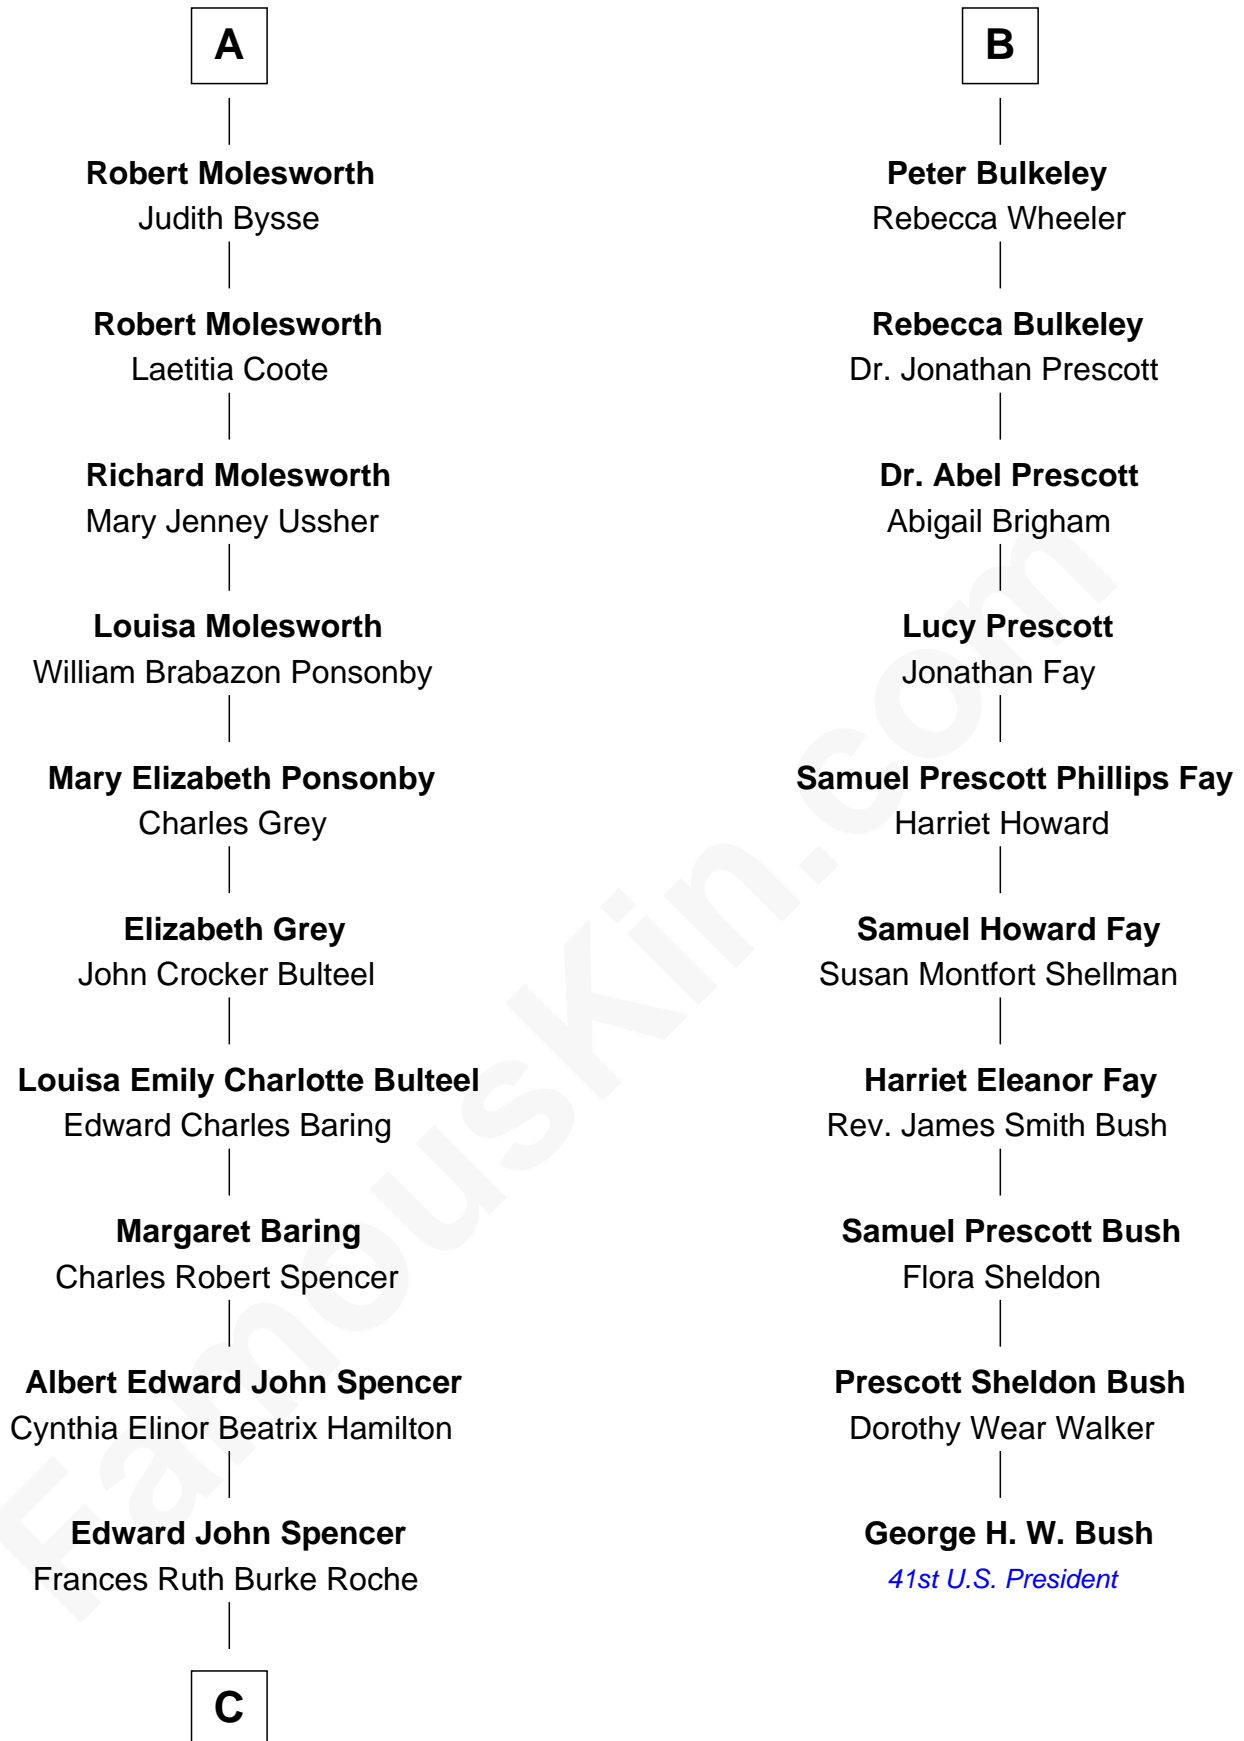 A
Robert Molesworth
Judith Bysse
Robert Molesworth
Laetitia Coote
Richard Molesworth
Mary Jenney Ussher
Louisa Molesworth
William Brabazon Ponsonby
Mary Elizabeth Ponsonby
Charles Grey
Elizabeth Grey
John Crocker Bulteel
Louisa Emily Charlotte Bulteel
Edward Charles Baring
Margaret Baring
Charles Robert Spencer
Albert Edward John Spencer
Cynthia Elinor Beatrix Hamilton
Edward John Spencer
Frances Ruth Burke Roche
C
B
Peter Bulkeley
Rebecca Wheeler
Rebecca Bulkeley
Dr. Jonathan Prescott
Dr. Abel Prescott
Abigail Brigham
Lucy Prescott
Jonathan Fay
Samuel Prescott Phillips Fay
Harriet Howard
Samuel Howard Fay
Susan Montfort Shellman
Harriet Eleanor Fay
Rev. James Smith Bush
Samuel Prescott Bush
Flora Sheldon
Prescott Sheldon Bush
Dorothy Wear Walker
George H. W. Bush
41st U.S. President
FamousKin.com